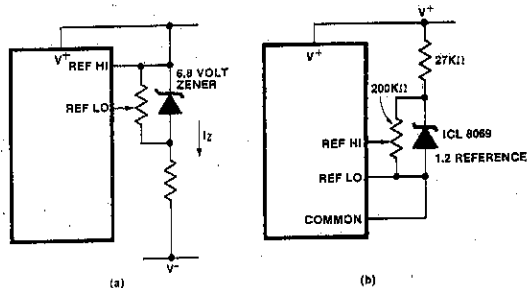 V+
V+
REF HI
6.8 VOLT
ZENER
REF LO
IZ
V-
(a)
V+
V+
27KΩ
200KΩ
ICL 8069
REF HI
1.2 REFERENCE
REF LO
COMMON
(b)